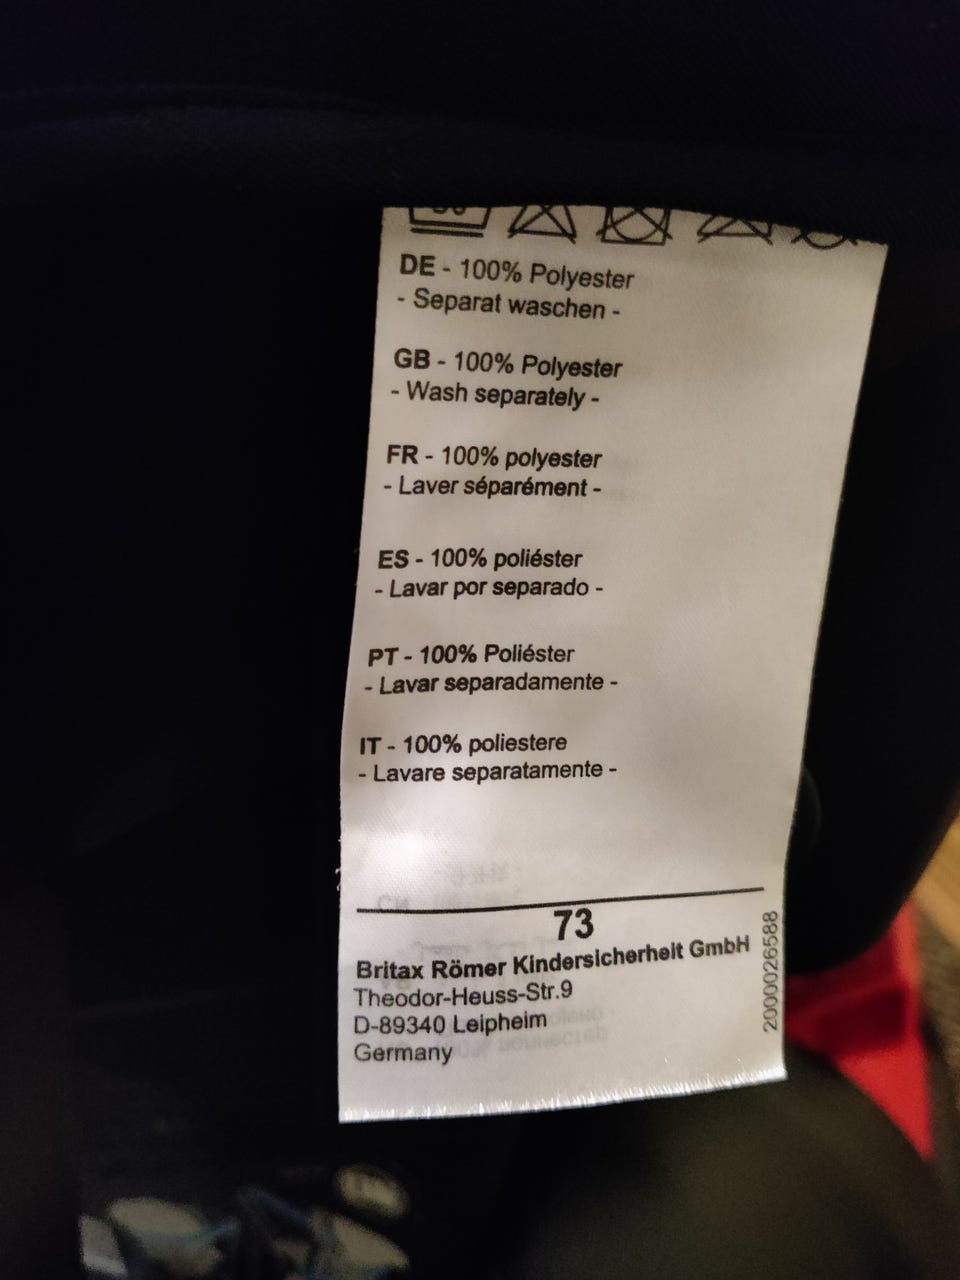 DE - 100% Polyester
- Separat waschen -
GB - 100% Polyester
- Wash separately -
FR - 100% polyester
- Laver séparément -
ES - 100% poliéster
- Lavar por separado -
PT - 100% Poliéster
- Lavar separadamente -
IT - 100% poliestere
- Lavare separatamente -
73
Britax Römer Kindersicherheit GmbH
Theodor-Heuss-Str.9
D-89340 Leipheim
Germany
2000026588